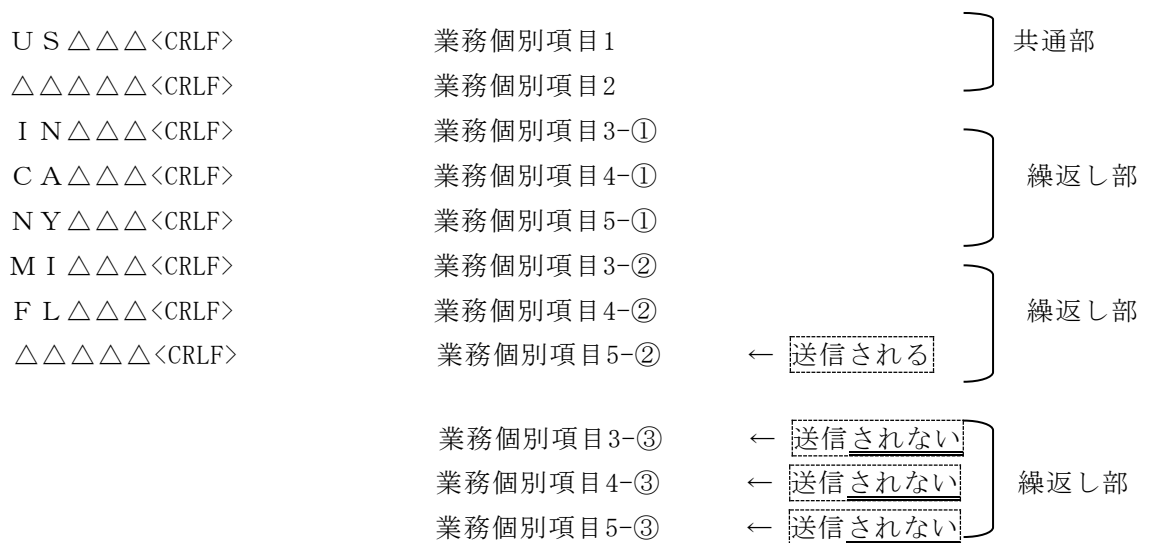 ＵＳ△△△<CRLF> 業務個別項目1 共通部
△△△△△<CRLF> 業務個別項目2
ＩＮ△△△<CRLF> 業務個別項目3-①
ＣＡ△△△<CRLF> 業務個別項目4-① 繰返し部
ＮＹ△△△<CRLF> 業務個別項目5-①
ＭＩ△△△<CRLF> 業務個別項目3-②
ＦＬ△△△<CRLF> 業務個別項目4-② 繰返し部
△△△△△<CRLF> 業務個別項目5-② ← 送信される
業務個別項目3-③ ← 送信されない
業務個別項目4-③ ← 送信されない 繰返し部
業務個別項目5-③ ← 送信されない